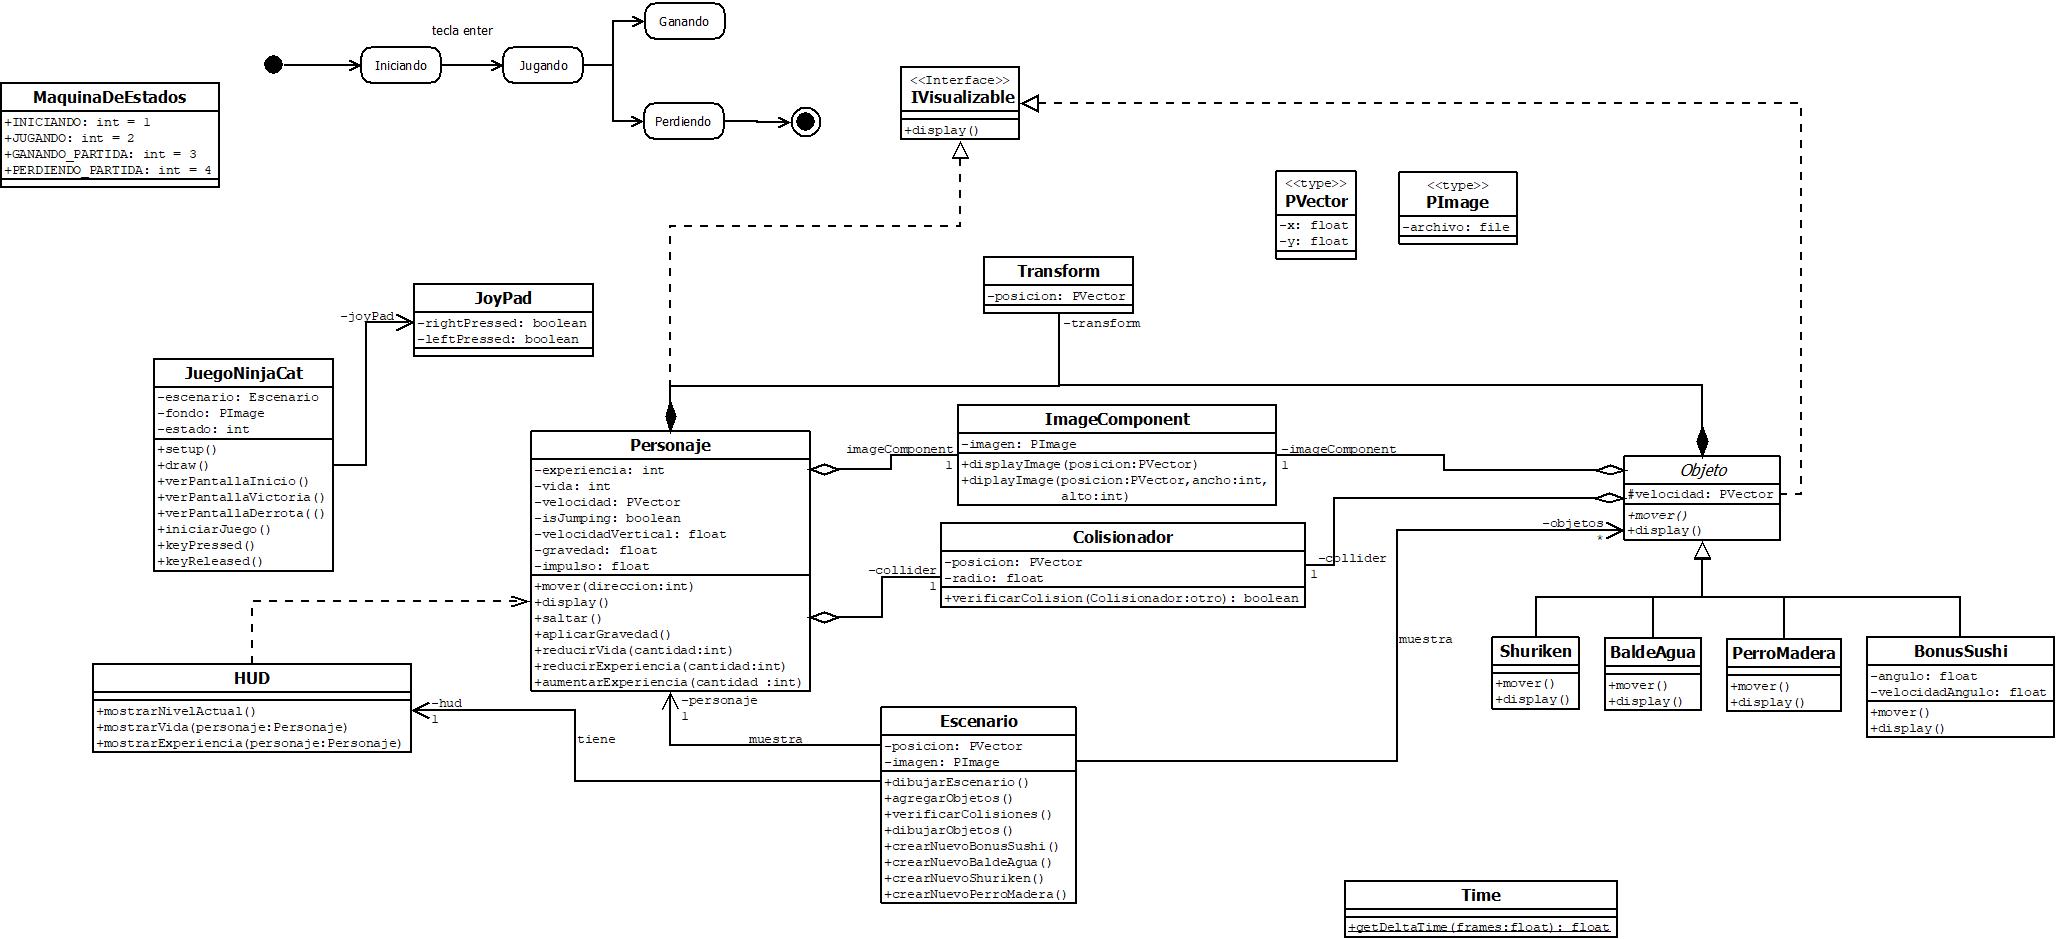 tecla enter
Iniciando
Jugando
Ganando
Perdiendo
MaquinaDeEstados
+INICIANDO: int = 1
+JUGANDO: int = 2
+GANANDO_PARTIDA: int = 3
+PERDIENDO_PARTIDA: int = 4
<<Interface>>
IVisualizable
+display()
<<type>>
PVector
-x: float
-y: float
<<type>>
PImage
-archivo: file
Transform
-posicion: PVector
-transform
JoyPad
-rightPressed: boolean
-leftPressed: boolean
-joyPad
JuegoNinjaCat
-escenario: Escenario
-fondo: PImage
-estado: int
+setup()
+draw()
+verPantallaInicio()
+verPantallaVictoria()
+verPantallaDerrota(()
+iniciarJuego()
+keyPressed()
+keyReleased()
Personaje
-experiencia: int
-vida: int
-velocidad: PVector
-isJumping: boolean
-velocidadVertical: float
-gravedad: float
-impulso: float
+mover(direccion:int)
+display()
+saltar()
+aplicarGravedad()
+reducirVida(cantidad:int)
+reducirExperiencia(cantidad:int)
+aumentarExperiencia(cantidad :int)
imageComponent
1
ImageComponent
-imagen: PImage
+displayImage(posicion:PVector)
+diplayImage(posicion:PVector,ancho:int,
alto:int)
-imageComponent
1
Colisionador
-posicion: PVector
-radio: float
+verificarColision(Colisionador:otro): boolean
-collider
1
-collider
1
Objeto
#velocidad: PVector
+mover()
+display()
-objetos
*
muestra
Shuriken
+mover()
+display()
BaldeAgua
+mover()
+display()
PerroMadera
+mover()
+display()
BonusSushi
-angulo: float
-velocidadAngulo: float
+mover()
+display()
HUD
+mostrarNivelActual()
+mostrarVida(personaje:Personaje)
+mostrarExperiencia(personaje:Personaje)
-hud
1
tiene
-personaje
1
muestra
Escenario
-posicion: PVector
-imagen: PImage
+dibujarEscenario()
+agregarObjetos()
+verificarColisiones()
+dibujarObjetos()
+crearNuevoBonusSushi()
+crearNuevoBaldeAgua()
+crearNuevoShuriken()
+crearNuevoPerroMadera()
Time
+getDeltaTime(frames:float): float